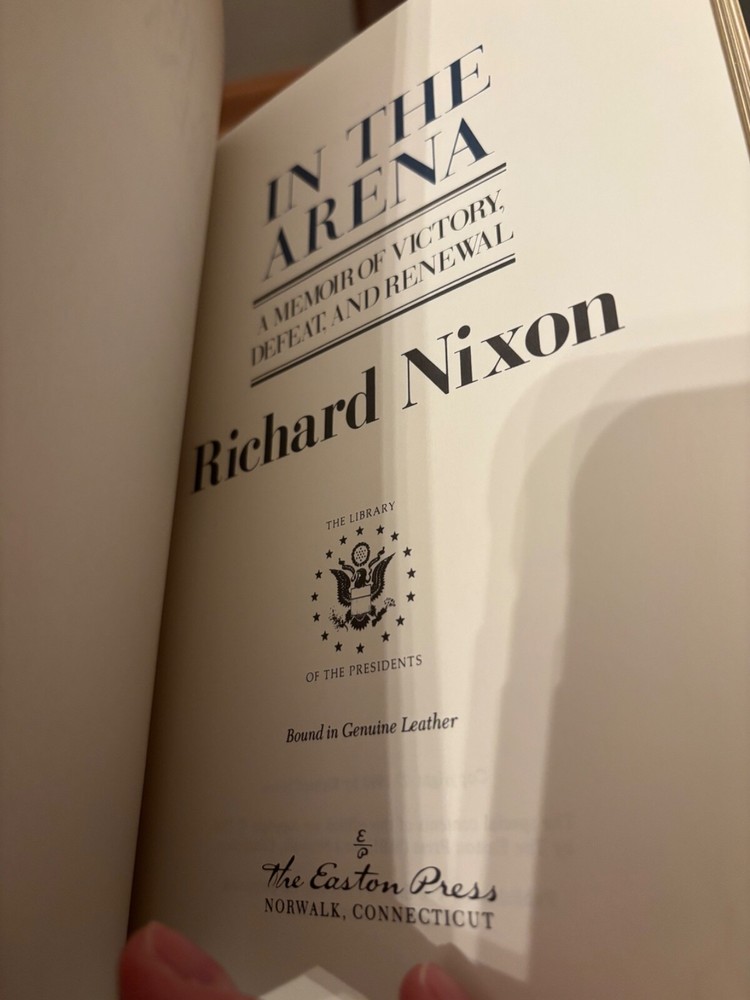 IN THE
ARENA
A MEMOIR OF VICTORY,
DEFEAT, AND RENEWAL
Richard Nixon
THE LIBRARY
OF THE PRESIDENTS
Bound in Genuine Leather
E
P
The Easton Press
NORWALK, CONNECTICUT